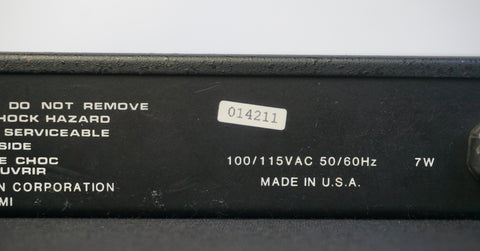 DO NOT REMOVE
HOCK HAZARD
SERVICEABLE
SIDE
E CHOC
UVRIR
N CORPORATION
MI
014211
100/115VAC 50/60Hz 7W
MADE IN U.S.A.